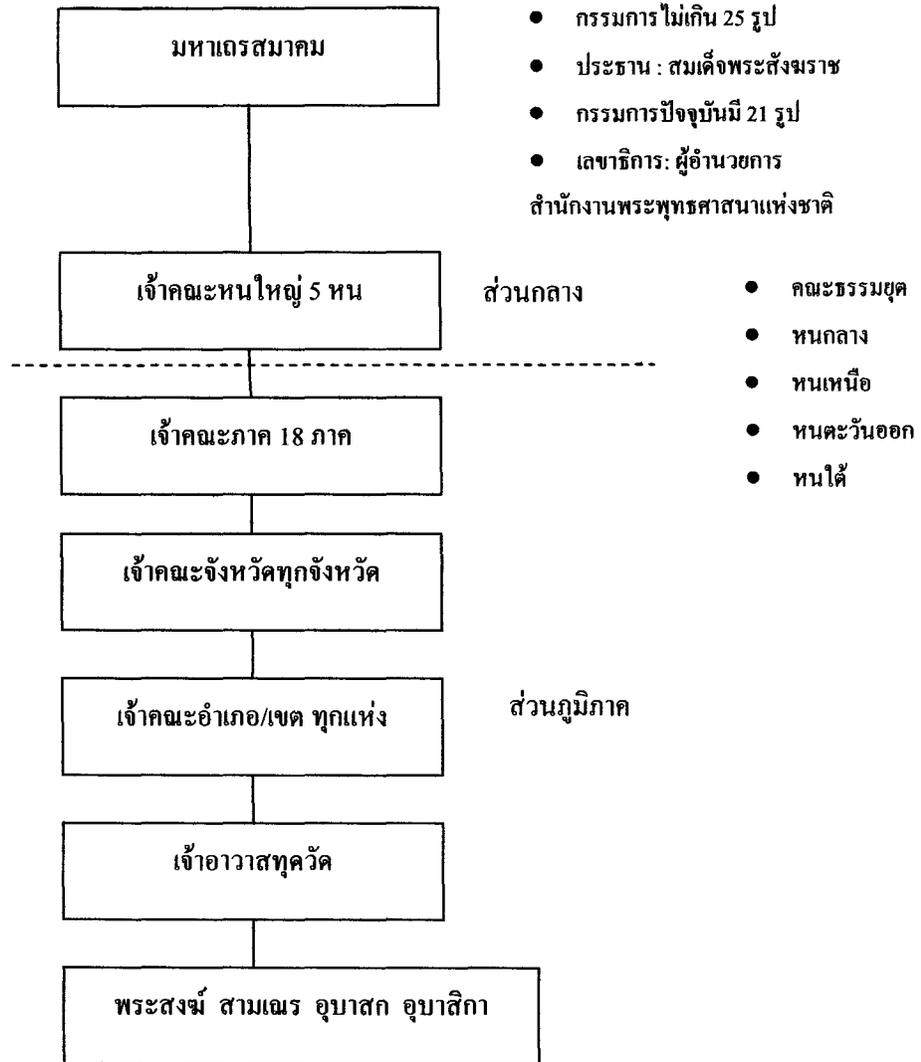 มหาเถรสมาคม
● กรรมการไม่เกิน 25 รูป
● ประธาน : สมเด็จพระสังฆราช
● กรรมการปัจจุบันมี 21 รูป
● เลขาธิการ: ผู้อำนวยการ
สำนักงานพระพุทธศาสนาแห่งชาติ
เจ้าคณะหนใหญ่ 5 หน
ส่วนกลาง
● คณะธรรมยุต
● หนกลาง
● หนเหนือ
● หนตะวันออก
● หนใต้
เจ้าคณะภาค 18 ภาค
เจ้าคณะจังหวัดทุกจังหวัด
เจ้าคณะอำเภอ/เขต ทุกแห่ง
ส่วนภูมิภาค
เจ้าอาวาสทุควัด
พระสงฆ์ สามเณร อุบาสก อุบาสิกา